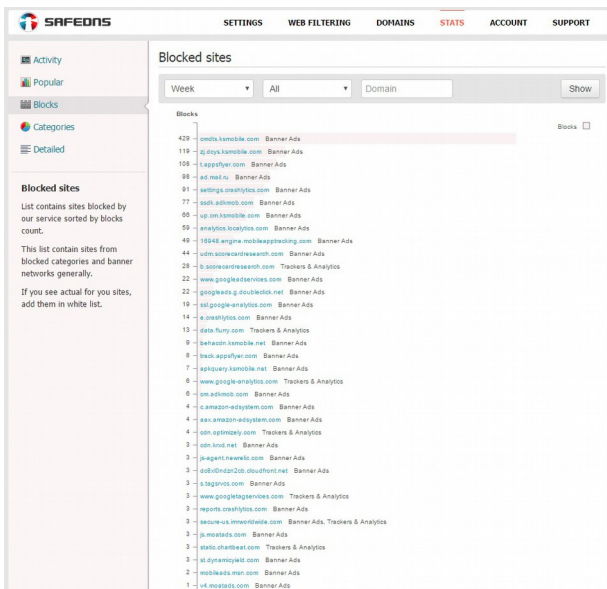 SAFEDNS
SETTINGS WEB FILTERING DOMAINS STATS ACCOUNT SUPPORT
Activity
Popular
Blocks
Categories
Detailed
Blocked sites
List contains sites blocked by
our service sorted by blocks
count.
This list contain sites from
blocked categories and banner
networks generally.
If you see actual for you sites,
add them in white list.
Blocked sites
Week All Domain Show
Blocks
Blocks
429 cmdts.ksmobile.com Banner Ads
119 zj.dcys.ksmobile.com Banner Ads
108 t.appsflyer.com Banner Ads
98 ad.mail.ru Banner Ads
91 settings.crashlytics.com Banner Ads
77 ssdk.adkmob.com Banner Ads
66 up.cm.ksmobile.com Banner Ads
59 analytics.localytics.com Banner Ads
49 16948.engine.mobileapptracking.com Banner Ads
44 udm.scorecardresearch.com Banner Ads
28 b.scorecardresearch.com Trackers & Analytics
22 www.googleadservices.com Banner Ads
22 googleads.g.doubleclick.net Banner Ads
19 ssl.google-analytics.com Banner Ads
14 e.crashlytics.com Banner Ads
13 data.flurry.com Trackers & Analytics
9 behacdn.ksmobile.net Banner Ads
8 track.appsflyer.com Banner Ads
7 apkquery.ksmobile.net Banner Ads
6 www.google-analytics.com Trackers & Analytics
6 cm.adkmob.com Banner Ads
4 c.amazon-adsystem.com Banner Ads
4 aax.amazon-adsystem.com Banner Ads
4 cdn.optimizely.com Trackers & Analytics
3 cdn.krxd.net Banner Ads
3 js-agent.newrelic.com Banner Ads
3 Banner Ads
3 s.tagsrvcs.com Banner Ads
3 www.googletagservices.com Trackers & Analytics
3 reports.crashlytics.com Banner Ads
3 secure-us.imrworldwide.com Banner Ads, Trackers & Analytics
3 js.moatads.com Banner Ads
3 static.chartbeat.com Trackers & Analytics
3 st.dynamicyield.com Banner Ads
2 mobileads.msn.com Banner Ads
1 v4.moatads.com Banner Ads